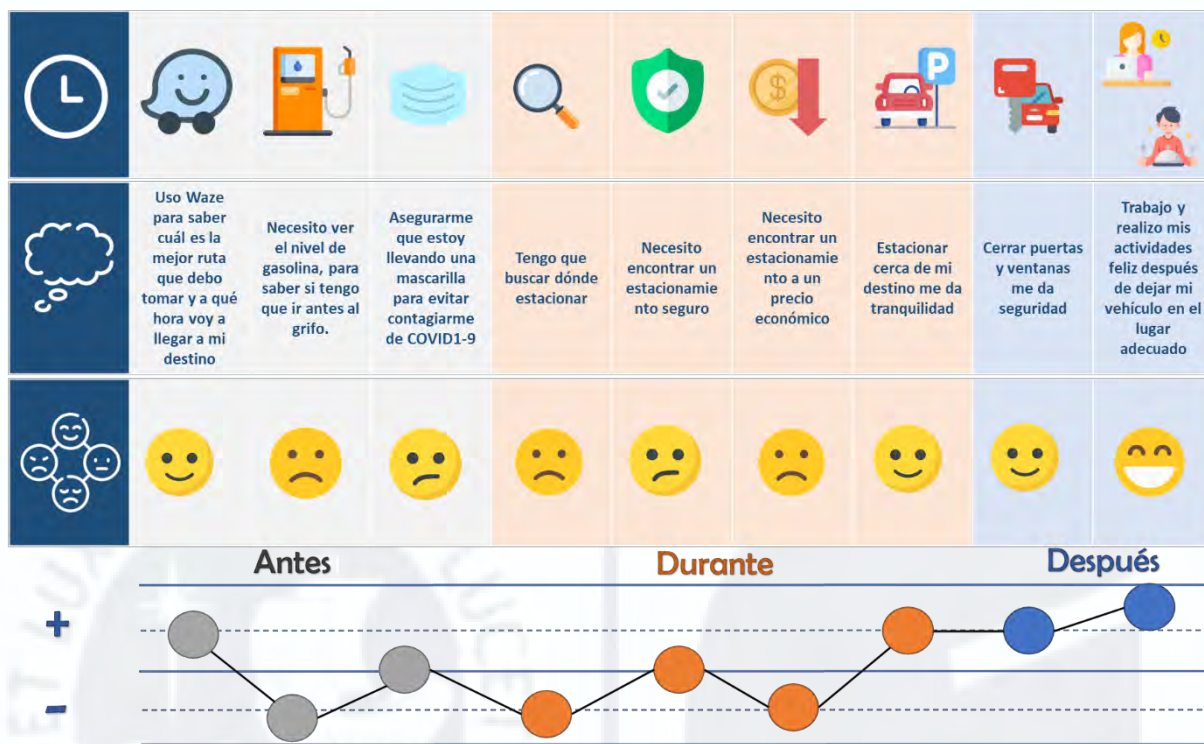 P
$
Uso Waze
para saber
cuál es la
mejor ruta
que debo
tomar y a qué
hora voy a
llegar a mi
destino
Necesito ver
el nivel de
gasolina, para
saber si tengo
que ir antes al
grifo.
Asegurarme
que estoy
llevando una
mascarilla
para evitar
contagiarme
de COVID1-9
Tengo que
buscar dónde
estacionar
Necesito
encontrar un
estacionamie
nto seguro
Necesito
encontrar un
estacionamie
nto a un
precio
económico
Estacionar
cerca de mi
destino me da
tranquilidad
Cerrar puertas
y ventanas
me da
seguridad
Trabajo y
realizo mis
actividades
feliz después
de dejar mi
vehículo en el
lugar
adecuado
Antes
Durante
Después
+
-